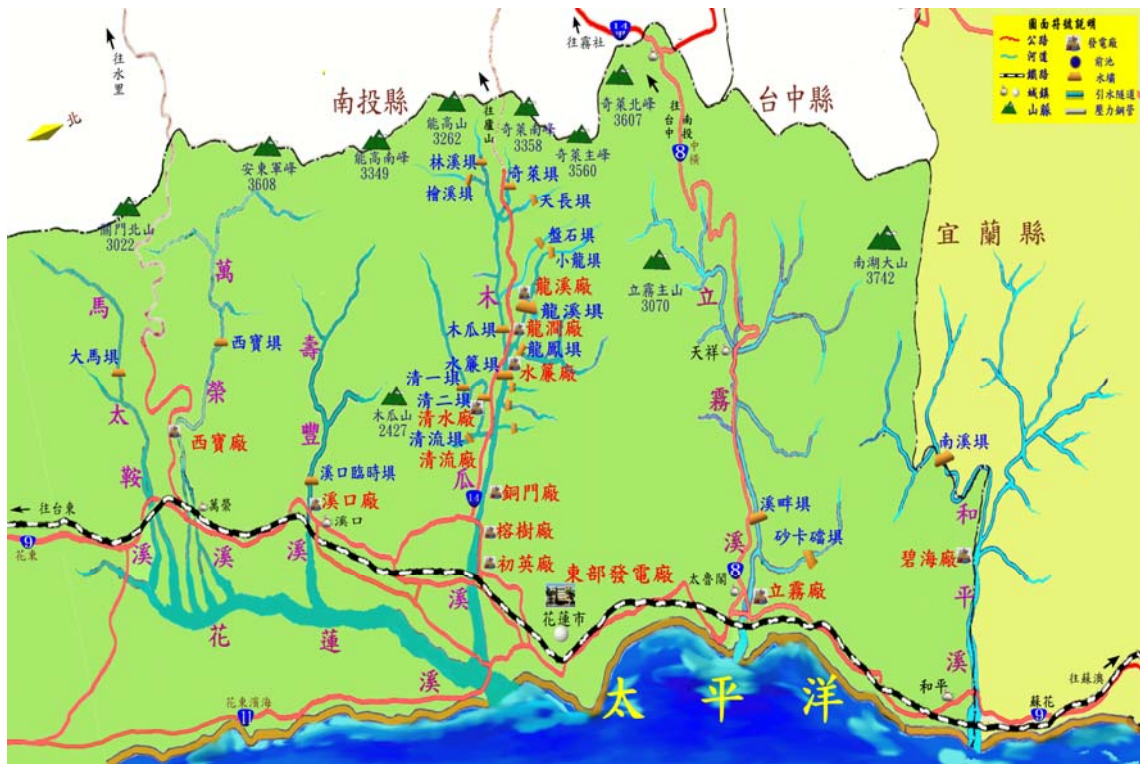 圖面符號說明
公路
發電廠
河道
前池
鐵路
水壩
城鎮
引水隧道
山脈
壓力鋼管
北
往水里
南投縣
往廬山
往霧社
14甲
台中縣
宜蘭縣
往台中
往南投
中橫
8
關門北山
3022
安東軍峰
3608
能高南峰
3349
能高山
3262
奇萊南峰
3358
奇萊主峰
3560
奇萊北峰
3607
立霧主山
3070
南湖大山
3742
木瓜山
2427
林溪壩
檜溪壩
奇萊壩
天長壩
盤石壩
小龍壩
龍溪廠
龍溪壩
木瓜壩
龍澗廠
龍鳳壩
水簾壩
水簾廠
清一壩
清二壩
清水廠
清流壩
清流廠
大馬壩
西寶壩
西寶廠
溪口臨時壩
溪口廠
溪口
萬榮
銅門廠
榕樹廠
初英廠
14
東部發電廠
花蓮市
天祥
溪畔壩
砂卡礑壩
太魯閣
8
立霧廠
南溪壩
碧海廠
和平
馬太鞍溪
萬榮溪
壽豐溪
木瓜溪
立霧溪
和平溪
花蓮溪
往台東
9
花東
花東濱海
11
太平洋
蘇花
9
往蘇澳